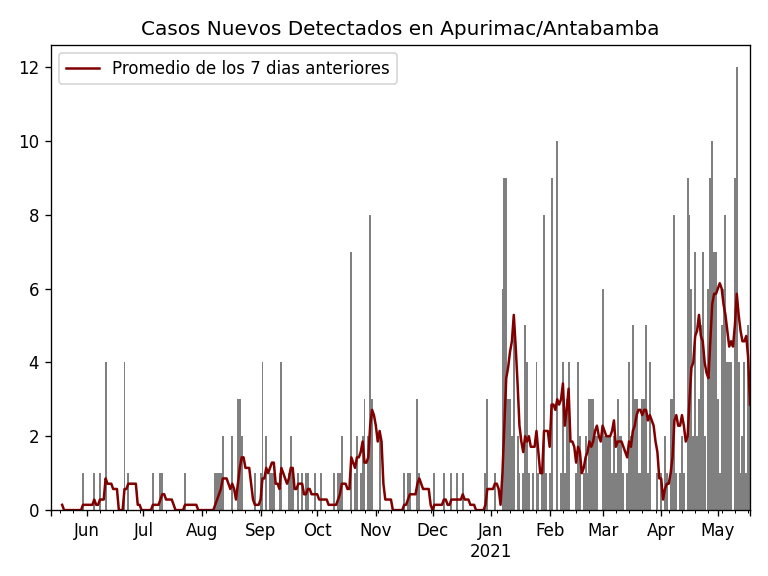 Casos Nuevos Detectados en Apurimac/Antabamba
Promedio de los 7 dias anteriores
12
10
8
6
4
2
0
Jun Jul Aug Sep Oct Nov Dec Jan Feb Mar Apr May
2021